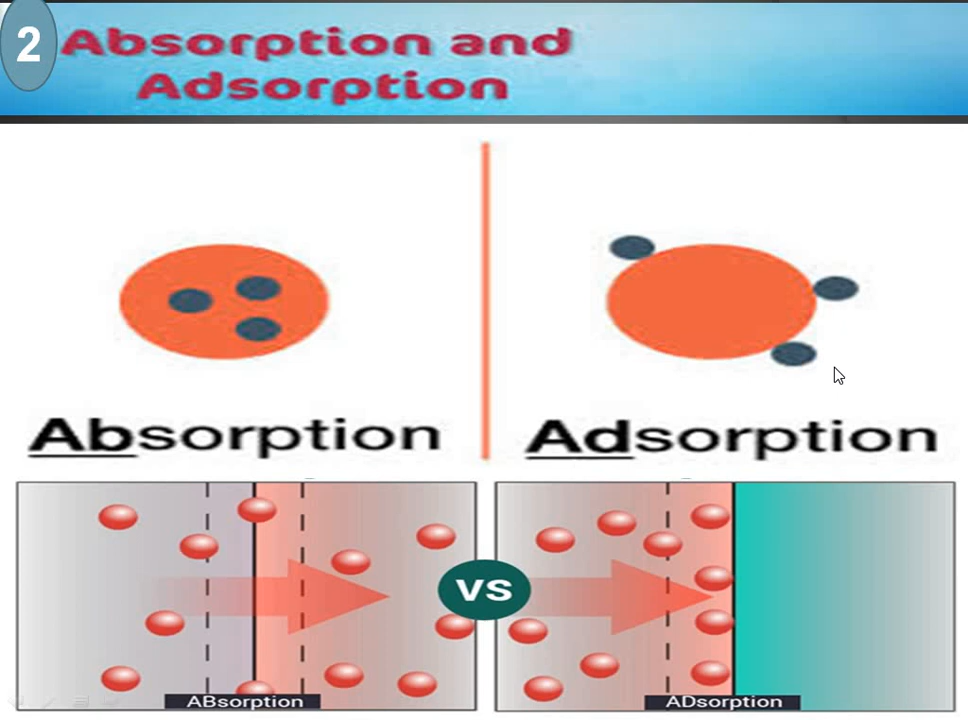 2
Absorption and
Adsorption
Absorption
Adsorption
VS
ABsorption
ADsorption